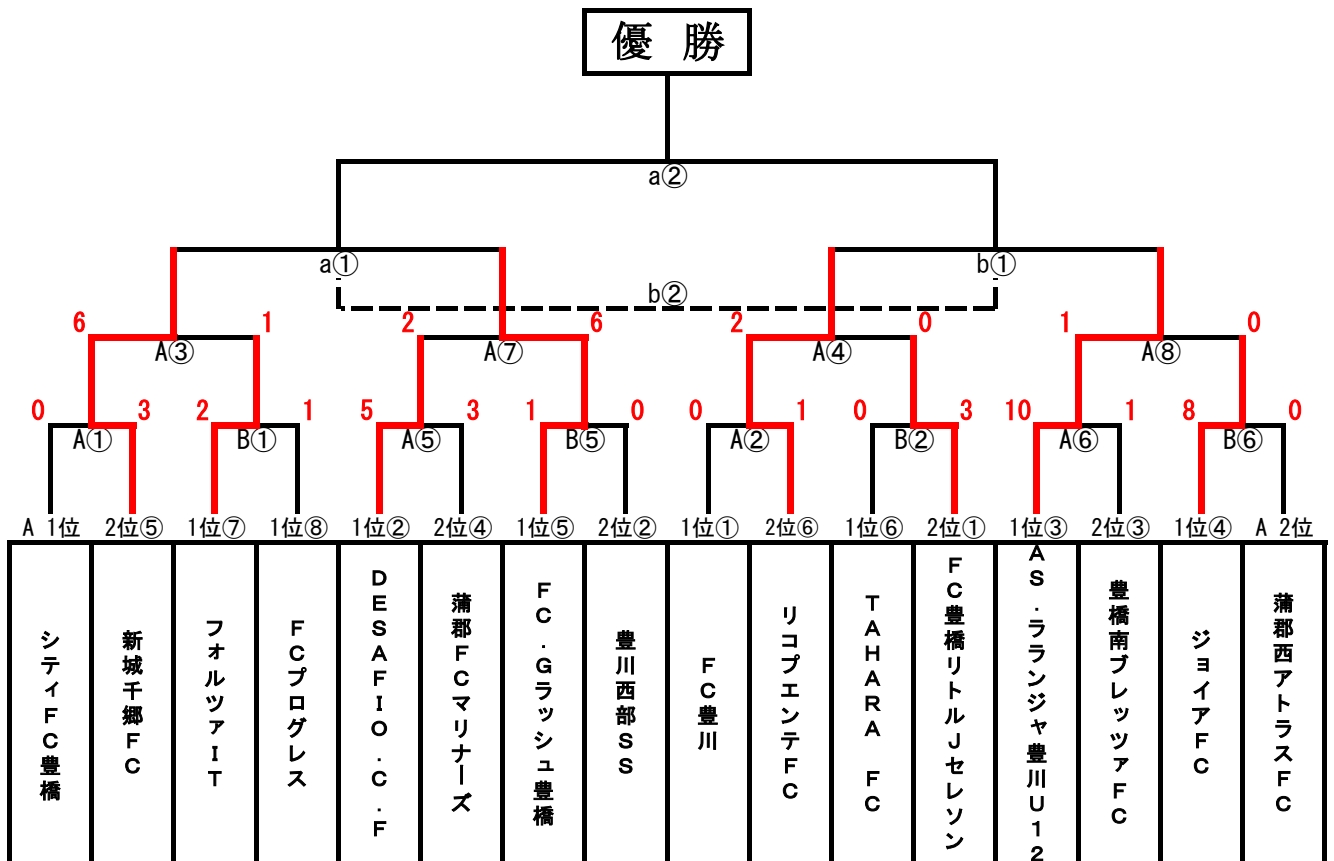 優 勝
a②
a① b①
b②
6 1 2 6 2 0 1 0
A③ A⑦ A④ A⑧
0 3 2 1 5 3 1 0 0 1 0 3 10 1 8 0
A① B① A⑤ B⑤ A② B② A⑥ B⑥
A 1位 2位⑤ 1位⑦ 1位⑧ 1位② 2位④ 1位⑤ 2位② 1位① 2位⑥ 1位⑥ 2位① 1位③ 2位③ 1位④ A 2位
シティFC豊橋
新城千郷FC
フォルツァIT
FCプログレス
DESAFIO.C.F
蒲郡FCマリナーズ
FC.Gラッシュ豊橋
豊川西部SS
FC豊川
リコプエンテFC
TAHARA FC
FC豊橋リトルJセレソン
AS.ラランジャ豊川U12
豊橋南ブレッツァFC
ジョイアFC
蒲郡西アトラスFC